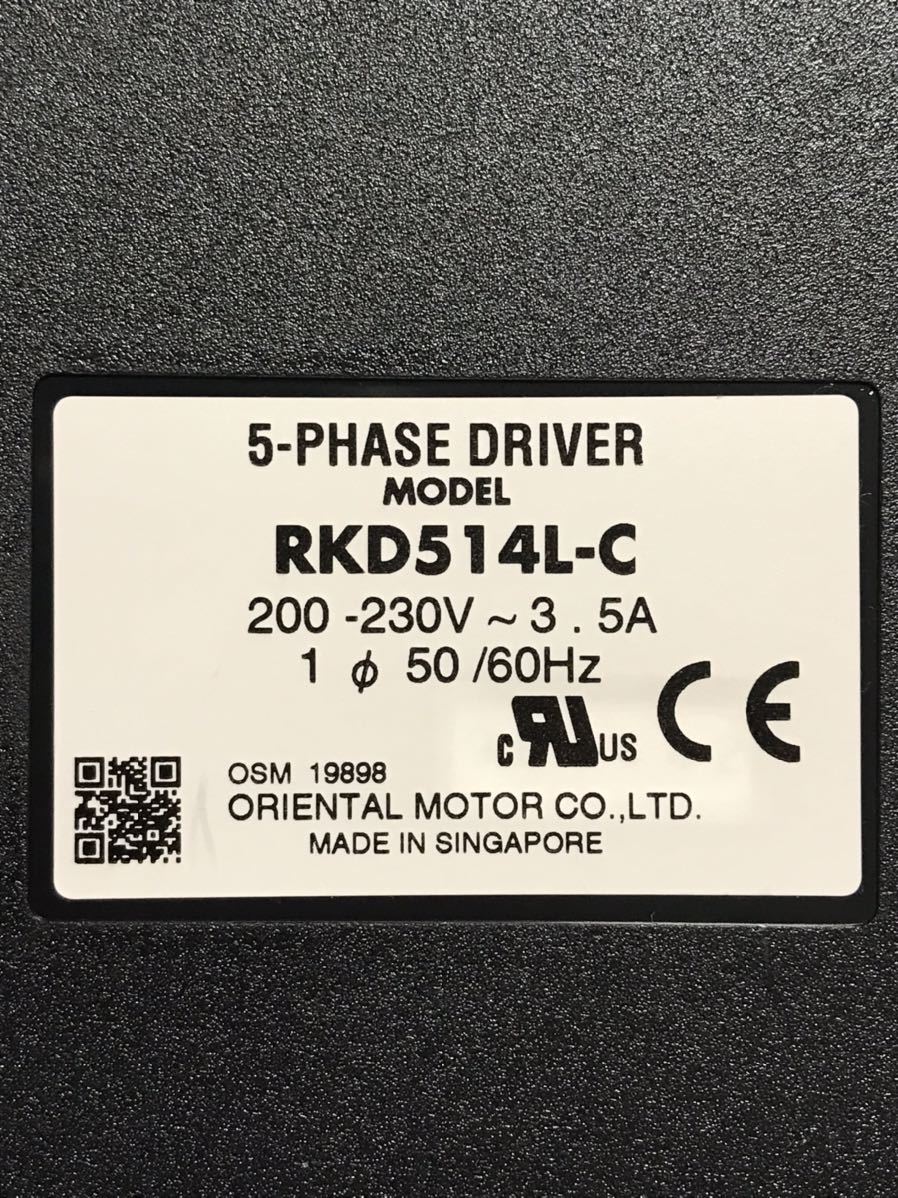 5-PHASE DRIVER
MODEL
RKD514L-C
200 -230V ~ 3 . 5A
1 ϕ 50 /60Hz
c RU US CE
OSM 19898
ORIENTAL MOTOR CO.,LTD.
MADE IN SINGAPORE